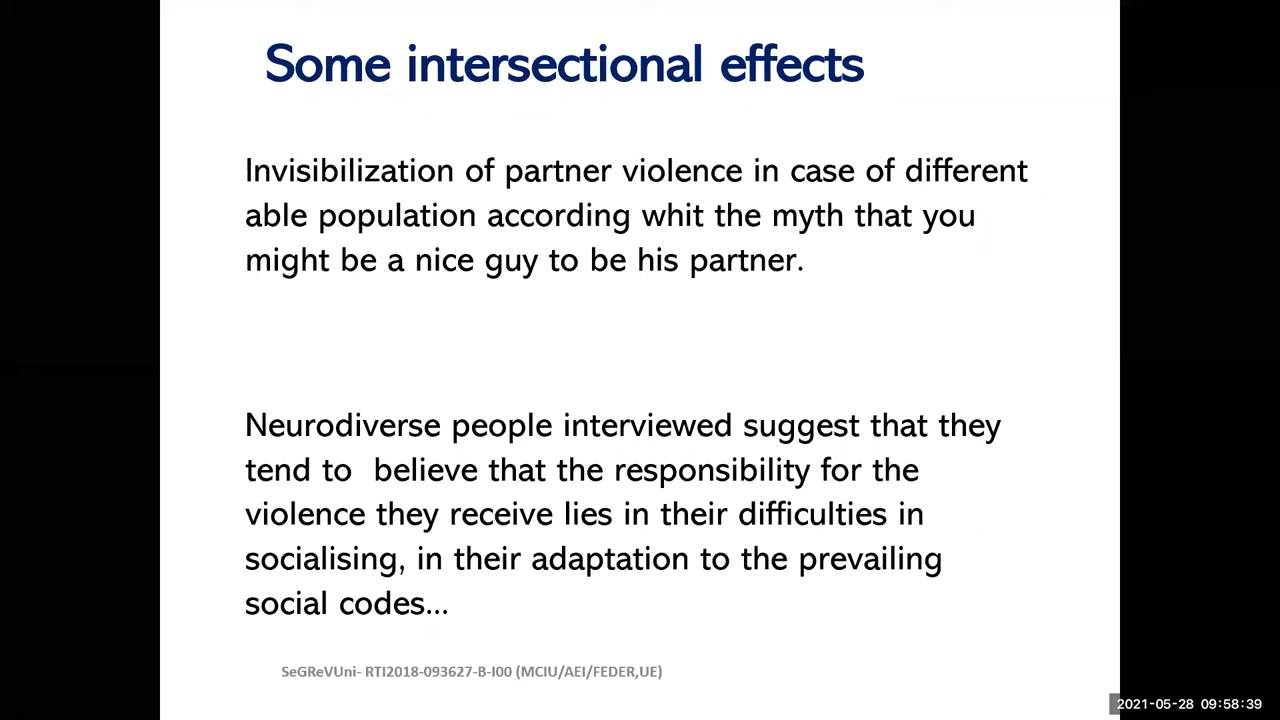 Some intersectional effects
Invisibilization of partner violence in case of different
able population according whit the myth that you
might be a nice guy to be his partner.
Neurodiverse people interviewed suggest that they
tend to  believe that the responsibility for the
violence they receive lies in their difficulties in
socialising, in their adaptation to the prevailing
social codes...
SeGReVUni- RTI2018-093627-B-I00 (MCIU/AEI/FEDER,UE)
2021-05-28 09:58:39